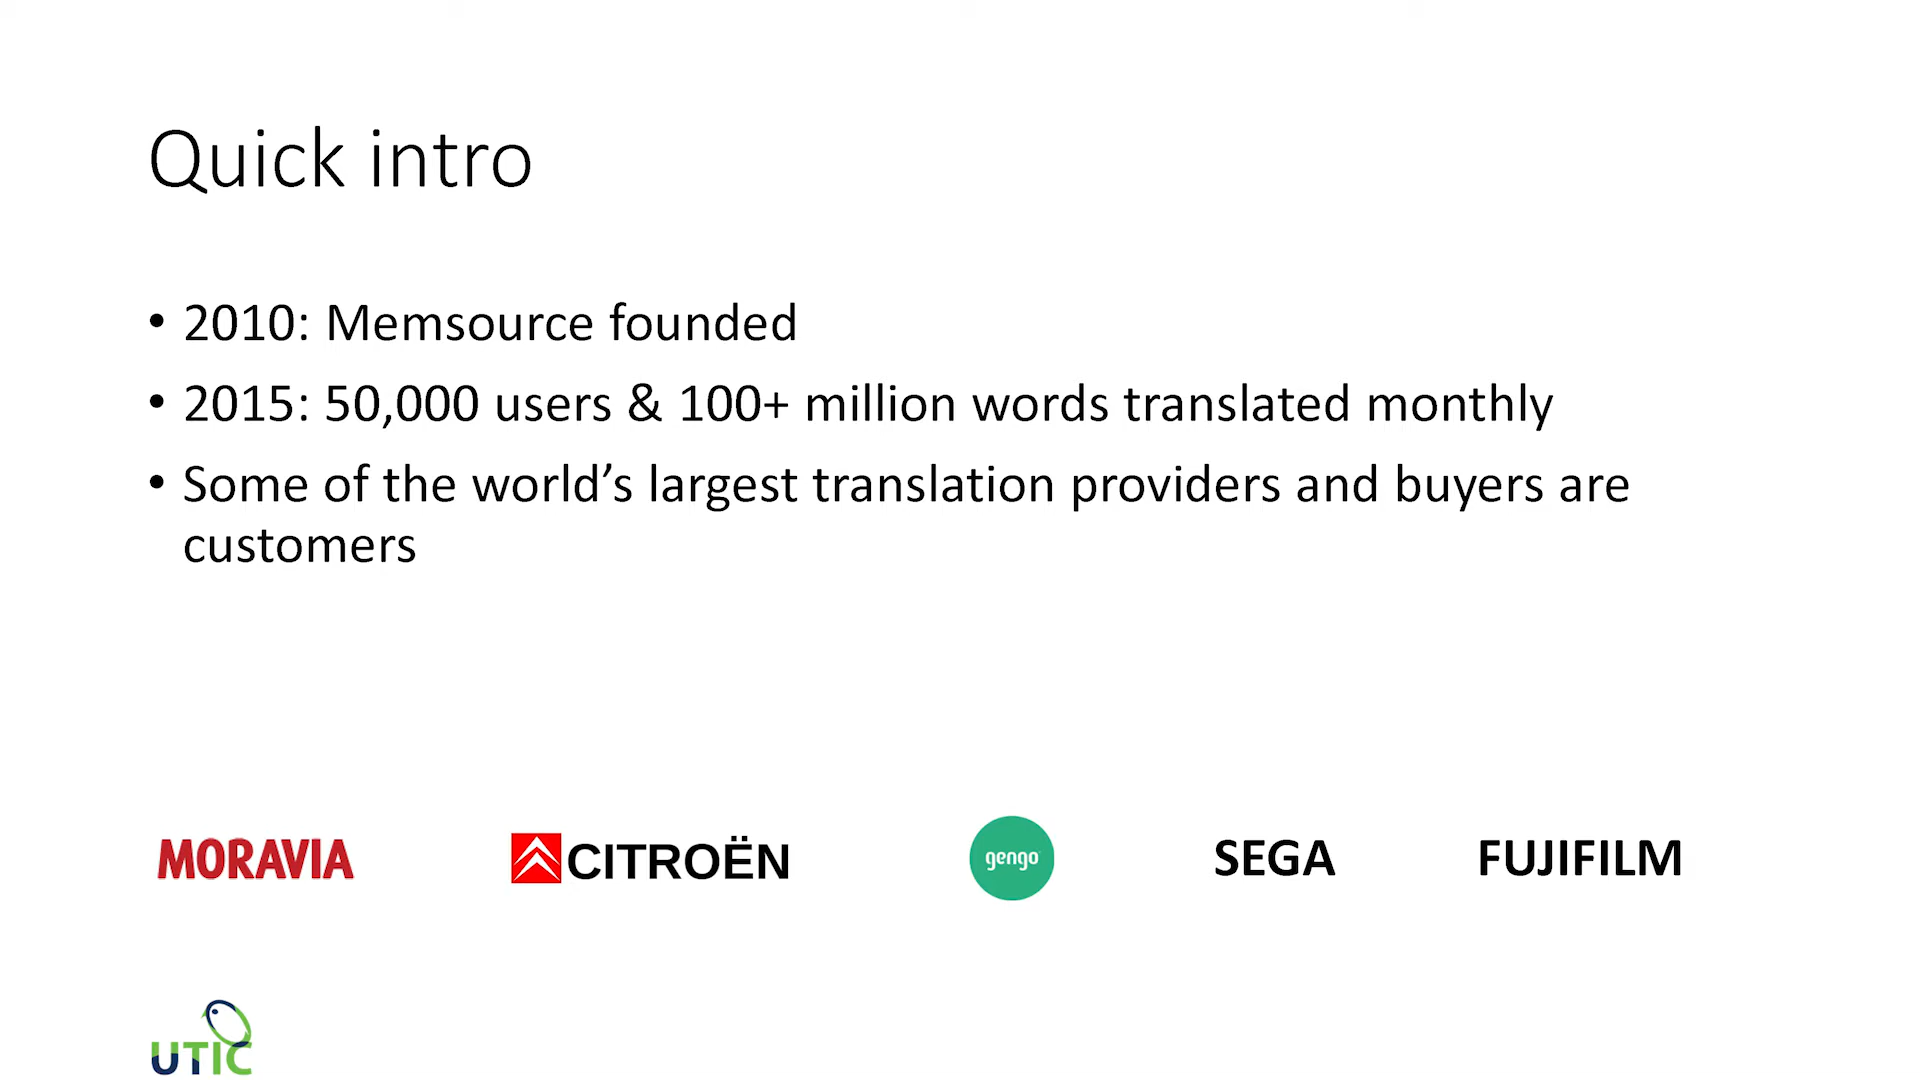 Quick intro
• 2010: Memsource founded
• 2015: 50,000 users & 100+ million words translated monthly
• Some of the world’s largest translation providers and buyers are
customers
MORAVIA
CITROËN
gengo
SEGA
FUJIFILM
UTIC